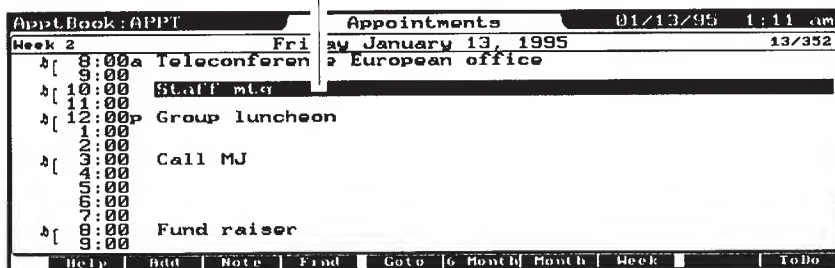 ApptBook:APPT Appointments 01/13/95 1:11 am
Week 2 Fri ay January 13, 1995 13/352
8:00a Teleconferen e European office
9:00
10:00 Staff mtg
11:00
12:00p Group luncheon
1:00
2:00
3:00 Call MJ
4:00
5:00
6:00
7:00
8:00 Fund raiser
9:00
Help Add Note Find Goto 6 Month Month Week ToDo